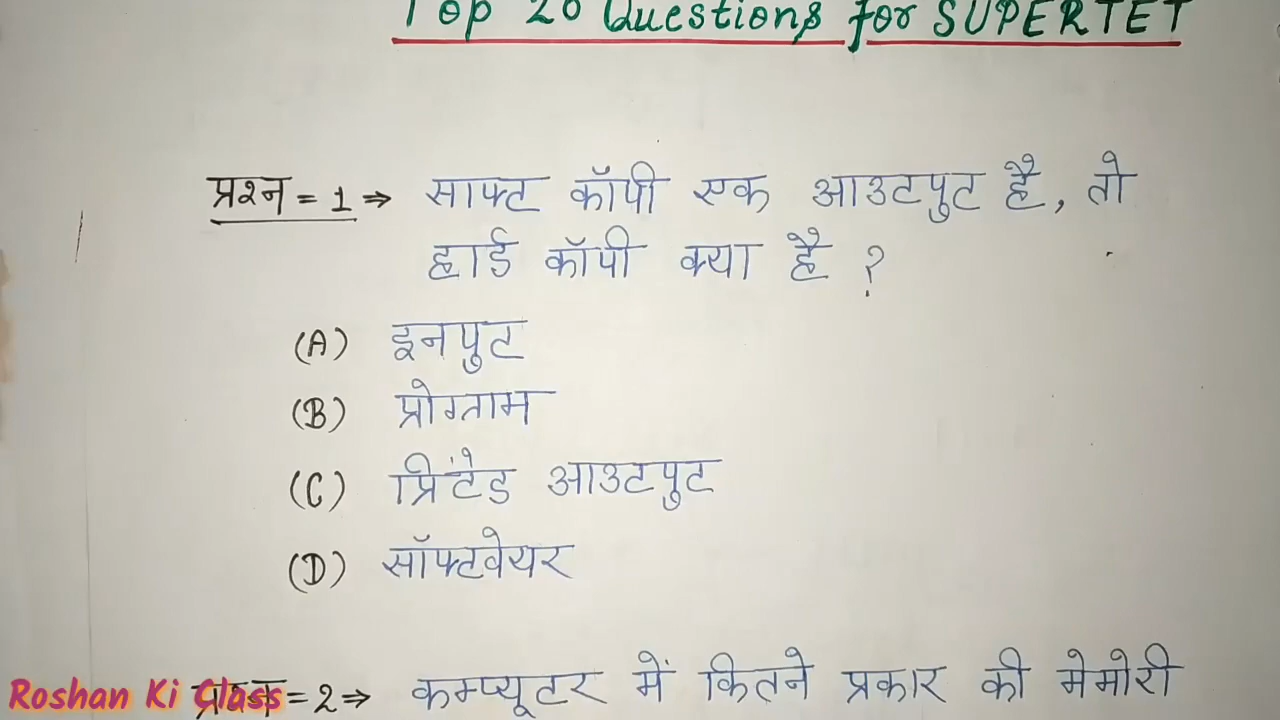 Top 20 Questions for SUPERTET
प्रश्न = 1 ⇒ साफ्ट कॉपी एक आउटपुट है, तो
हार्ड कॉपी क्या है ?
(A) इनपुट
(B) प्रोग्राम
(C) प्रिंटेड आउटपुट
(D) सॉफ्टवेयर
प्रश्न = 2 ⇒ कम्प्यूटर में कितने प्रकार की मेमोरी
Roshan Ki Class